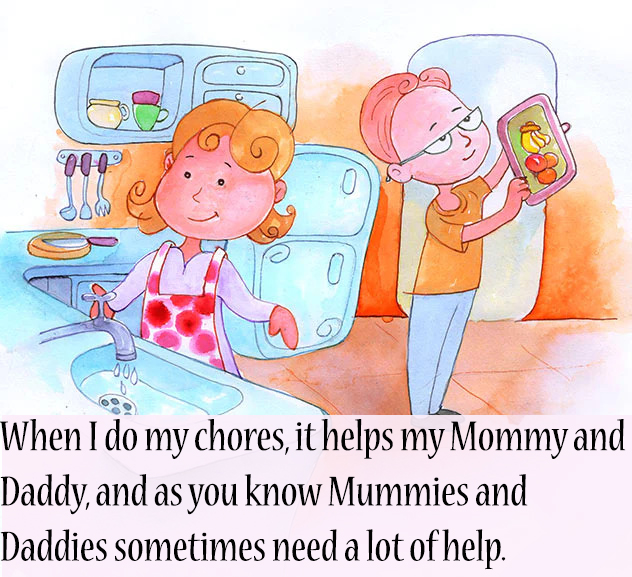 When I do my chores, it helps my Mommy and
Daddy, and as you know Mummies and
Daddies sometimes need a lot of help.